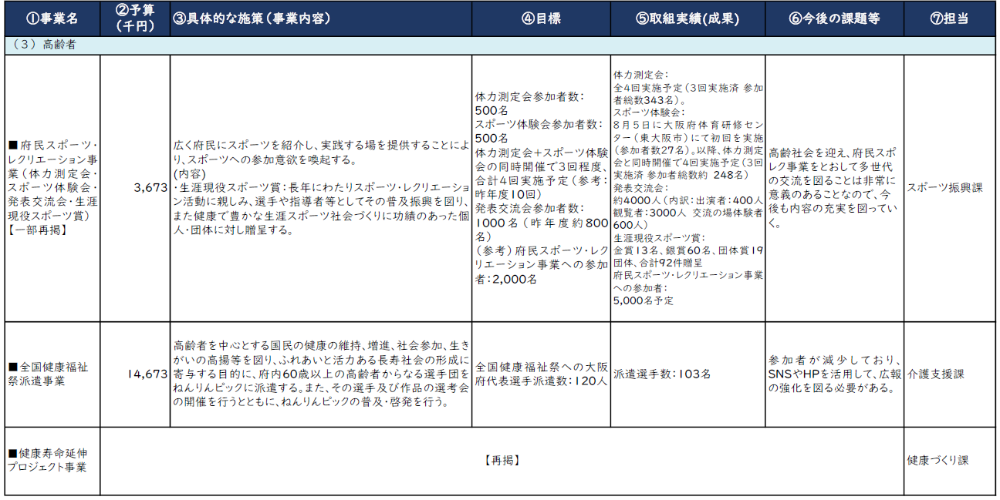 ①事業名
②予算
（千円）
③具体的な施策（事業内容）
④目標
⑤取組実績(成果)
⑥今後の課題等
⑦担当
（３）高齢者
■府民スポーツ・
レクリエーション事
業（体力測定会・
スポーツ体験会・
発表交流会・生涯
現役スポーツ賞）
【一部再掲】
3,673
広く府民にスポーツを紹介し、実践する場を提供することによ
り、スポーツへの参加意欲を喚起する。
(内容)
・生涯現役スポーツ賞：長年にわたりスポーツ・レクリエーショ
ン活動に親しみ、選手や指導者等としてその普及振興を図り、
また健康で豊かな生涯スポーツ社会づくりに功績のあった個
人・団体に対し贈呈する。
体力測定会参加者数：
500名
スポーツ体験会参加者数：
500名
体力測定会＋スポーツ体験
会の同時開催で3回程度、
合計4回実施予定（参考：
昨年度10回）
発表交流会参加者数：
1000名（昨年度約800
名）
（参考）府民スポーツ・レク
リエーション事業への参加
者：2,000名
体力測定会：
全4回実施予定（3回実施済 参加
者総数343名）。
スポーツ体験会：
8月5日に大阪府体育研修セン
ター（東大阪市）にて初回を実施
（参加者数27名）。以降、体力測定
会と同時開催で4回実施予定（3回
実施済 参加者総数約 248名）
発表交流会：
約4000人（内訳：出演者：400人
観覧者：3000人 交流の場体験者
600人）
生涯現役スポーツ賞：
金賞13名、銀賞60名、団体賞19
団体、合計92件贈呈
府民スポーツ・レクリエーション事業
への参加者：
5,000名予定
高齢社会を迎え、府民スポ
レク事業をとおして多世代
の交流を図ることは非常に
意義のあることなので、今
後も内容の充実を図ってい
く。
スポーツ振興課
■全国健康福祉
祭派遣事業
14,673
高齢者を中心とする国民の健康の維持、増進、社会参加、生き
がいの高揚等を図り、ふれあいと活力ある長寿社会の形成に
寄与する目的に、府内60歳以上の高齢者からなる選手団を
ねんりんピックに派遣する。また、その選手及び作品の選考会
の開催を行うとともに、ねんりんピックの普及・啓発を行う。
全国健康福祉祭への大阪
府代表選手派遣数：120人
派遣選手数：103名
参加者が減少しており、
SNSやHPを活用して、広報
の強化を図る必要がある。
介護支援課
■健康寿命延伸
プロジェクト事業
【再掲】
健康づくり課